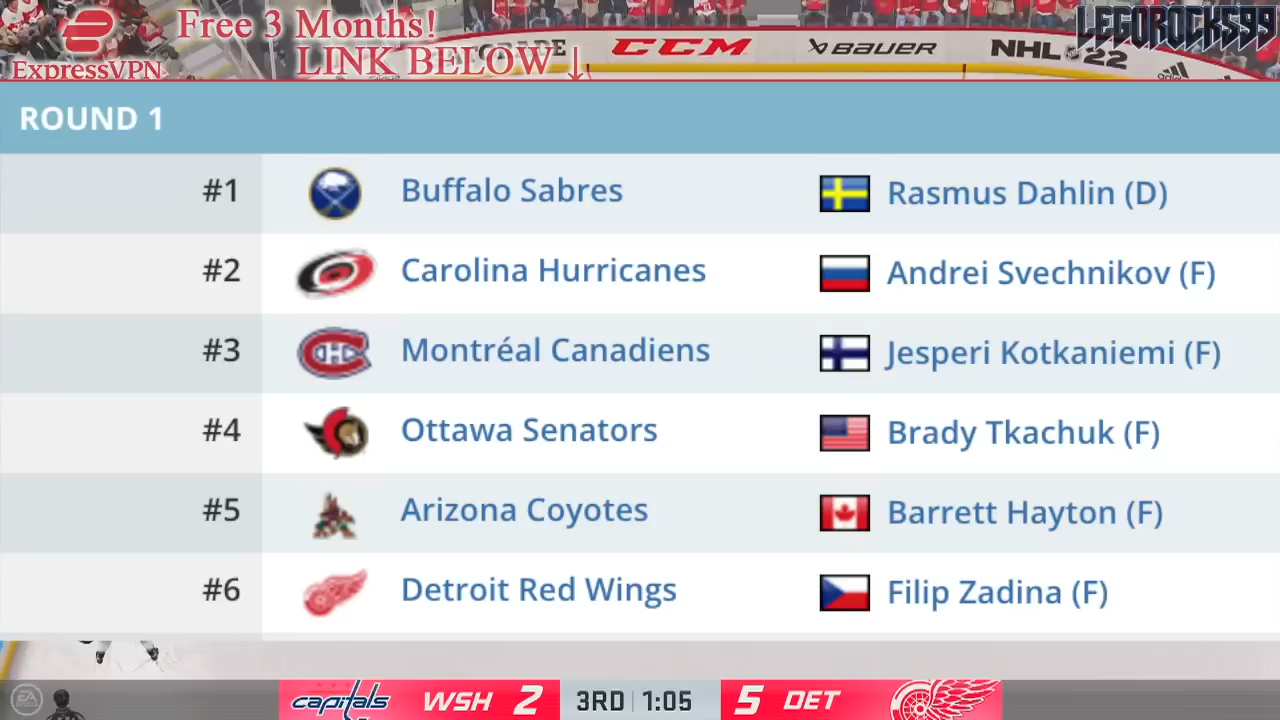 Free 3 Months!
LINK BELOW ↓
ExpressVPN
CCM
BAUER
NHL 22
LEGOROCKS99
ROUND 1
#1 Buffalo Sabres Rasmus Dahlin (D)
#2 Carolina Hurricanes Andrei Svechnikov (F)
#3 Montréal Canadiens Jesperi Kotkaniemi (F)
#4 Ottawa Senators Brady Tkachuk (F)
#5 Arizona Coyotes Barrett Hayton (F)
#6 Detroit Red Wings Filip Zadina (F)
EA
capitals WSH 2 3RD 1:05 5 DET